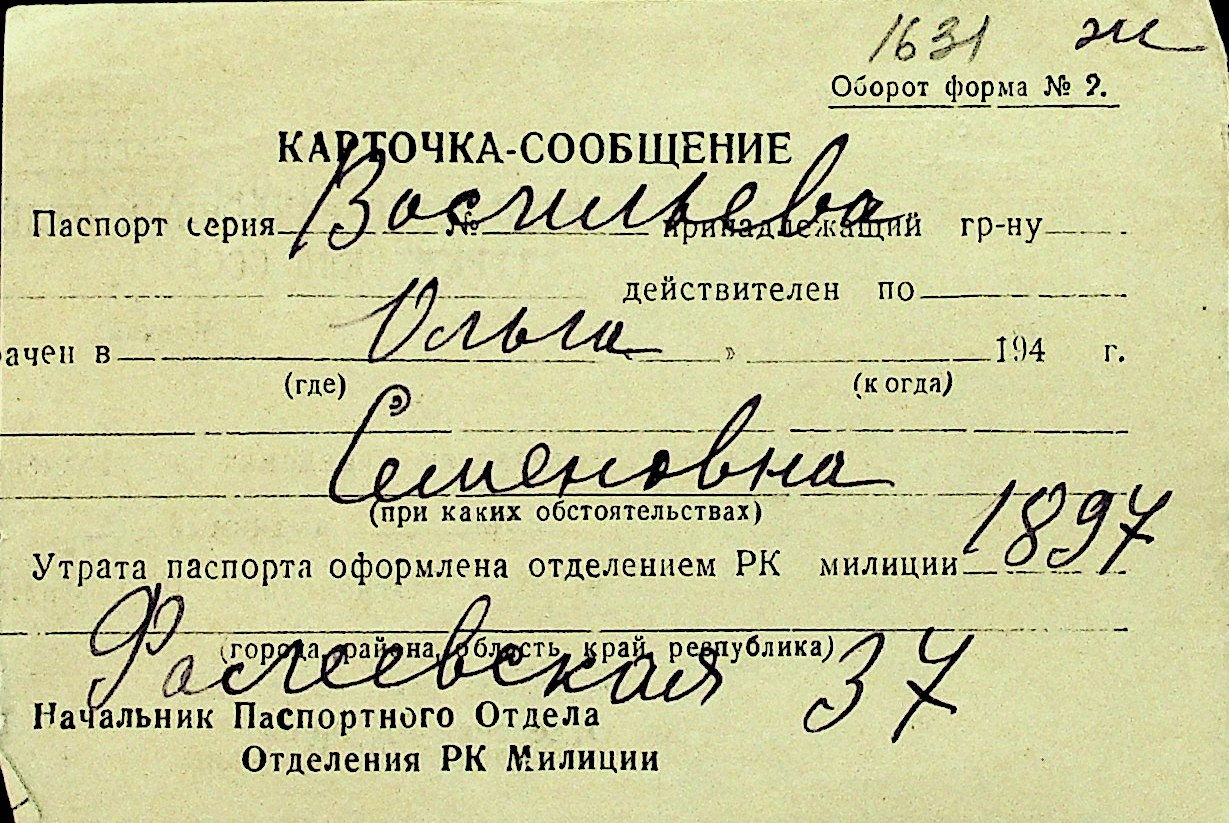 1631 ж
Оборот форма № 2.
КАРТОЧКА-СООБЩЕНИЕ
Васильева
Паспорт серия № принадлежащий гр-ну
действителен по
Ольга
рачен в » 194 г.
(где) (когда)
Семеновна
(при каких обстоятельствах)
Утрата паспорта оформлена отделением РК милиции 1897
(города, района, область, край, республика)
Фалеевская 37
Начальник Паспортного Отдела
Отделения РК Милиции